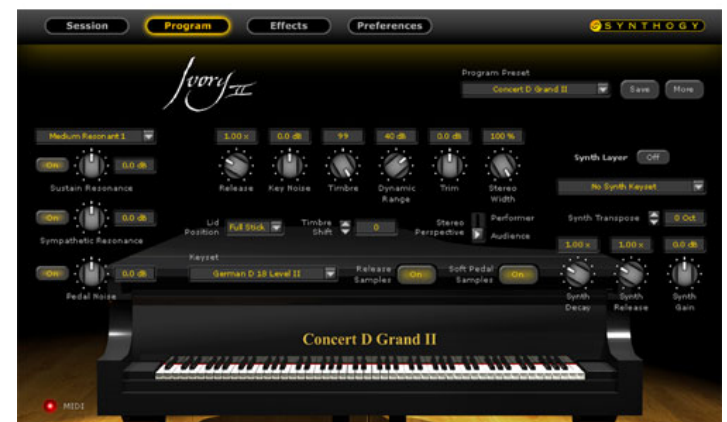 Session Program Effects Preferences SYNTHOGY
Ivory II
Program Preset
Concert D Grand II Save More
Medium Resonant 1 1.00 x 0.0 dB 99 40 dB 0.0 dB 100 %
On 0.0 dB
Sustain Resonance
Release Key Noise Timbre Dynamic Range Trim Stereo Width
Synth Layer Off
No Synth Keyset
On 0.0 dB
Sympathetic Resonance
Lid Position Full Stick Timbre Shift 0 Stereo Perspective Performer Audience
Synth Transpose 0 Oct
Keyset
German D 18 Level II Release Samples On Soft Pedal Samples On
1.00 x 1.00 x 0.0 dB
On 0.0 dB
Pedal Noise
Synth Decay Synth Release Synth Gain
Concert D Grand II
MIDI